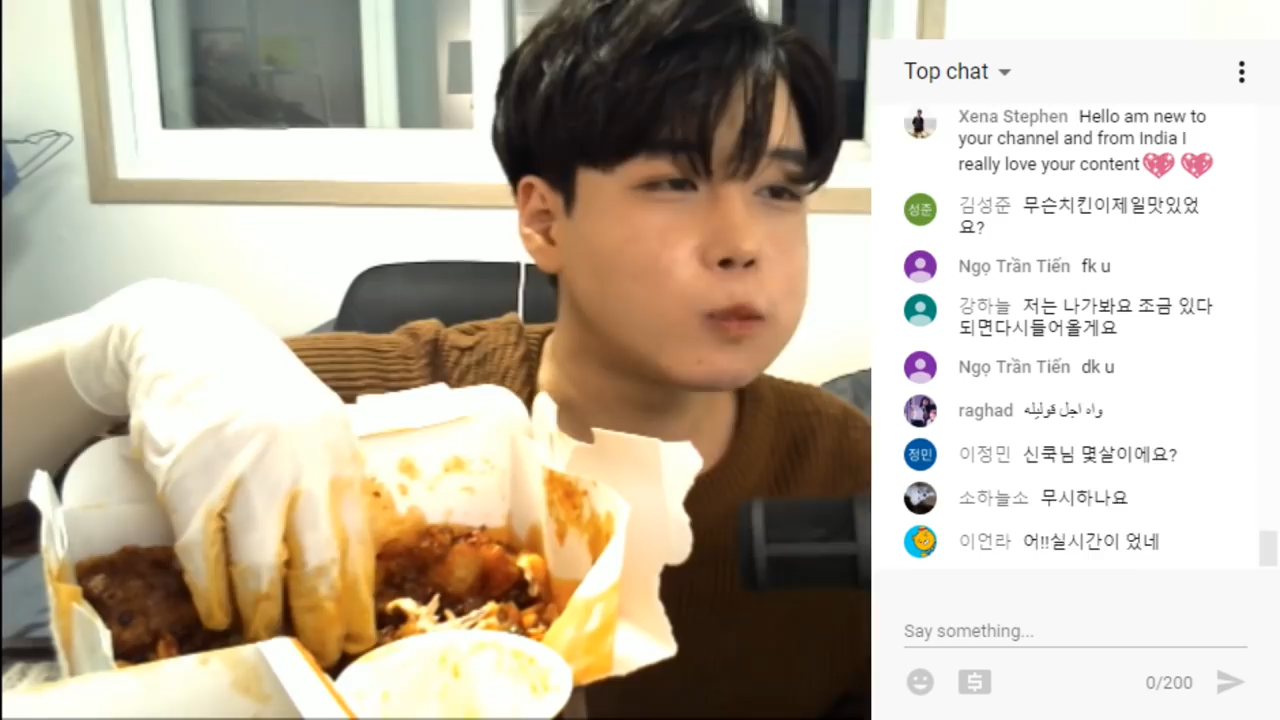 Top chat
Xena Stephen Hello am new to
your channel and from India I
really love your content
성준 김성준 무슨치킨이제일맛있었
요?
Ngọ Trần Tiến fk u
강하늘 저는 나가봐요 조금 있다
되면다시들어올게요
Ngọ Trần Tiến dk u
raghad واه اجل قوليله
정민 이정민 신쿡님 몇살이에요?
소하늘소 무시하나요
이언라 어!!실시간이 었네
Say something...
0/200